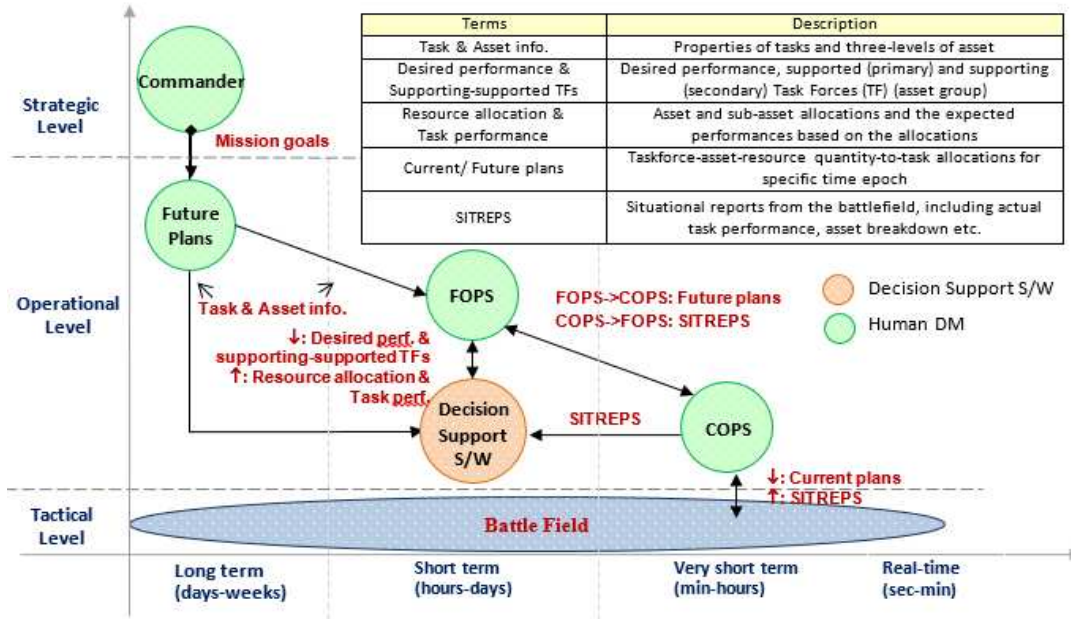 Terms
Description
Task & Asset info.
Properties of tasks and three-levels of asset
Desired performance &
Supporting-supported TFs
Desired performance, supported (primary) and supporting
(secondary) Task Forces (TF) (asset group)
Resource allocation &
Task performance
Asset and sub-asset allocations and the expected
performances based on the allocations
Current/ Future plans
Taskforce-asset-resource quantity-to-task allocations for
specific time epoch
SITREPS
Situational reports from the battlefield, including actual
task performance, asset breakdown etc.
Strategic
Level
Commander
Mission goals
Operational
Level
Future
Plans
Task & Asset info.
FOPS
FOPS->COPS: Future plans
COPS->FOPS: SITREPS
Decision Support S/W
Human DM
↓: Desired perf. &
supporting-supported TFs
↑: Resource allocation &
Task perf.
Decision
Support
S/W
SITREPS
COPS
↓: Current plans
↑: SITREPS
Tactical
Level
Battle Field
Long term
(days-weeks)
Short term
(hours-days)
Very short term
(min-hours)
Real-time
(sec-min)